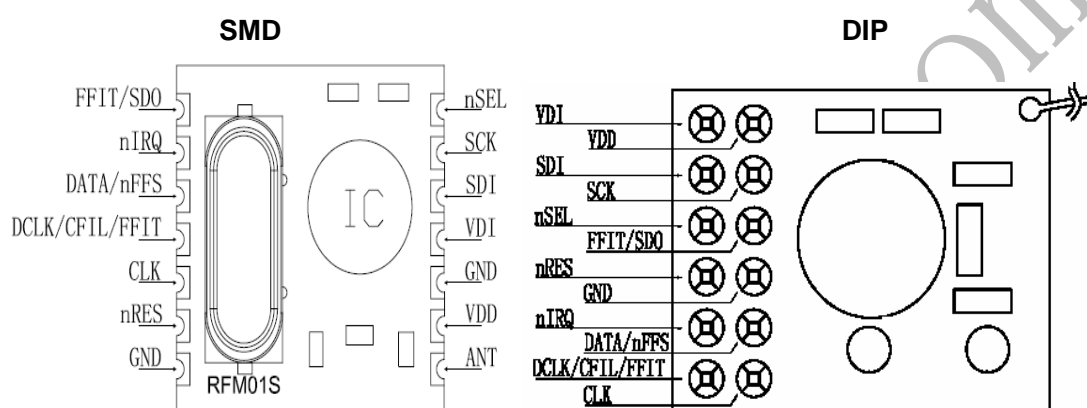 SMD
FFIT/SDO
nIRQ
DATA/nFFS
DCLK/CFIL/FFIT
CLK
nRES
GND
IC
RFM01S
nSEL
SCK
SDI
VDI
GND
VDD
ANT
DIP
VDI
VDD
SDI
SCK
nSEL
FFIT/SDO
nRES
GND
nIRQ
DATA/nFFS
DCLK/CFIL/FFIT
CLK